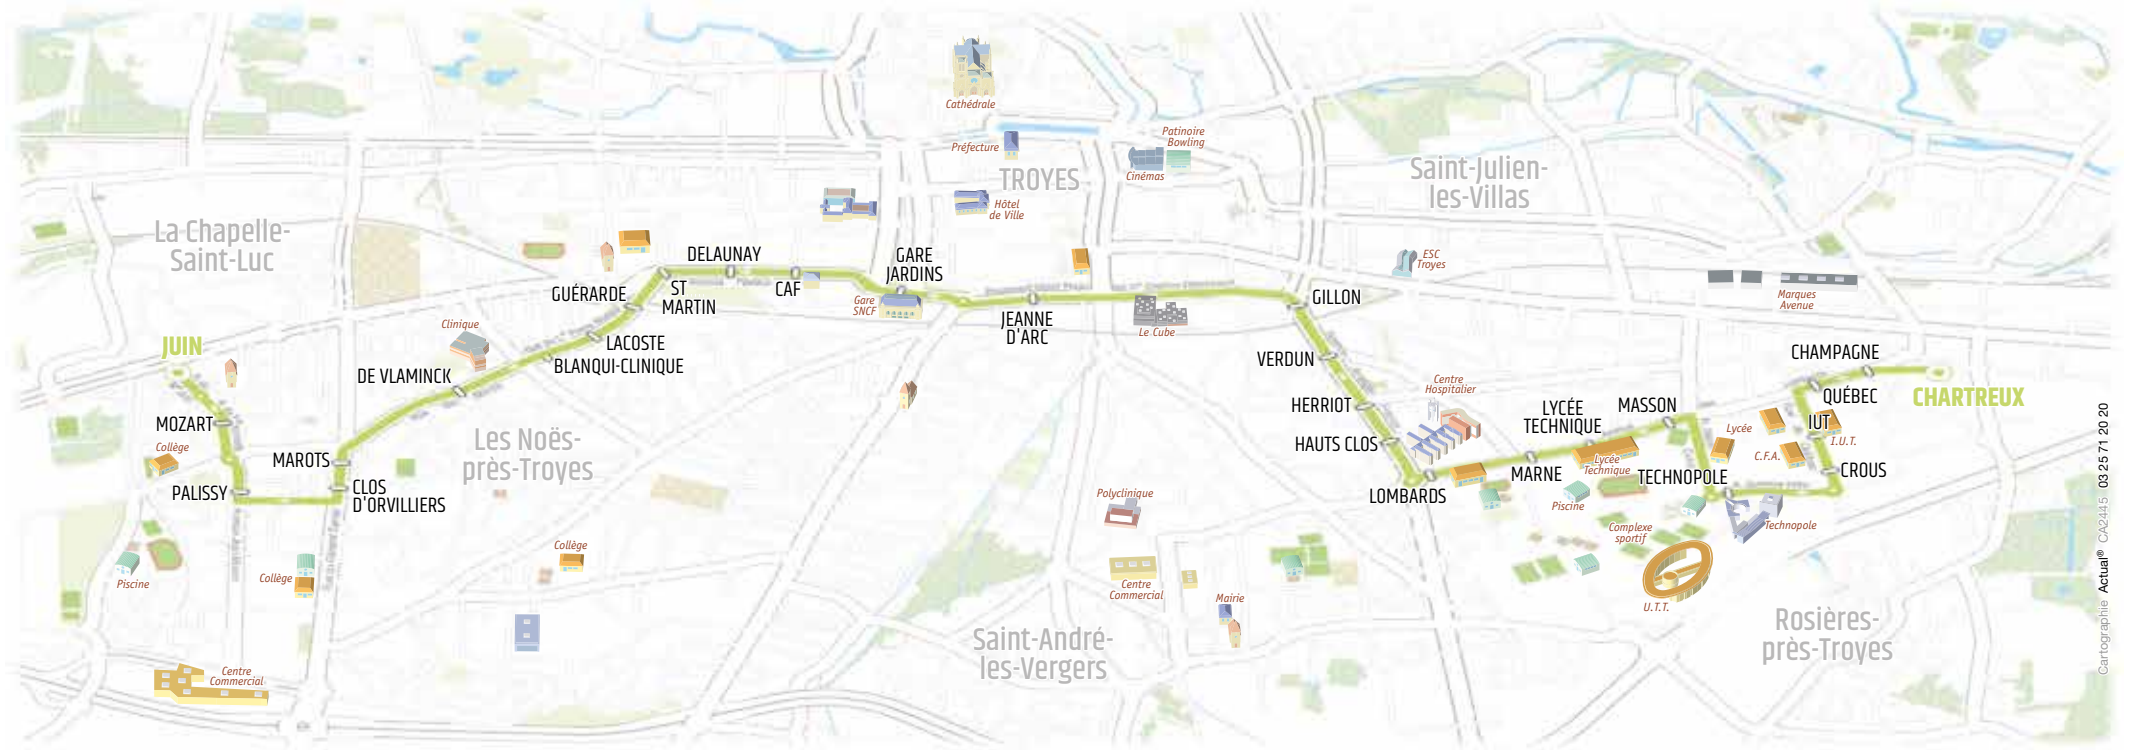 Cathédrale
Préfecture
Patinoire
Bowling
Cinémas
TROYES
Hôtel
de Ville
Saint-Julien-
les-Villas
La Chapelle-
Saint-Luc
ESC
Troyes
Marques
Avenue
DELAUNAY
GARE
JARDINS
GUÉRARDE
ST
MARTIN
CAF
Gare
SNCF
JEANNE
D'ARC
Le Cube
GILLON
Clinique
JUIN
LACOSTE
BLANQUI-CLINIQUE
DE VLAMINCK
VERDUN
HERRIOT
HAUTS CLOS
Centre
Hospitalier
LOMBARDS
MARNE
LYCÉE
TECHNIQUE
Lycée
Technique
MASSON
TECHNOPOLE
CHAMPAGNE
QUÉBEC
CHARTREUX
IUT
I.U.T.
Lycée
C.F.A.
CROUS
MOZART
Collège
PALISSY
MAROTS
CLOS
D'ORVILLIERS
Les Noës-
près-Troyes
Polyclinique
Piscine
Complexe
sportif
Technopole
U.T.T.
Piscine
Collège
Collège
Centre
Commercial
Mairie
Saint-André-
les-Vergers
Rosières-
près-Troyes
Centre
Commercial
Cartographie Actual® CA244.5 03 25 71 20 20